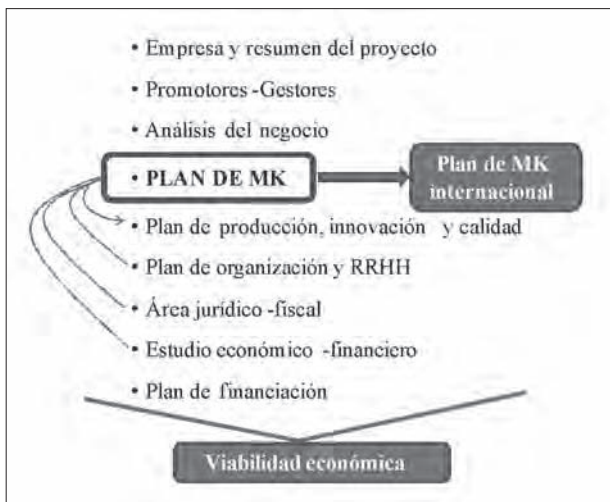 • Empresa y resumen del proyecto
• Promotores -Gestores
• Análisis del negocio
• PLAN DE MK
Plan de MK
internacional
• Plan de producción, innovación y calidad
• Plan de organización y RRHH
• Área jurídico -fiscal
• Estudio económico -financiero
• Plan de financiación
Viabilidad económica